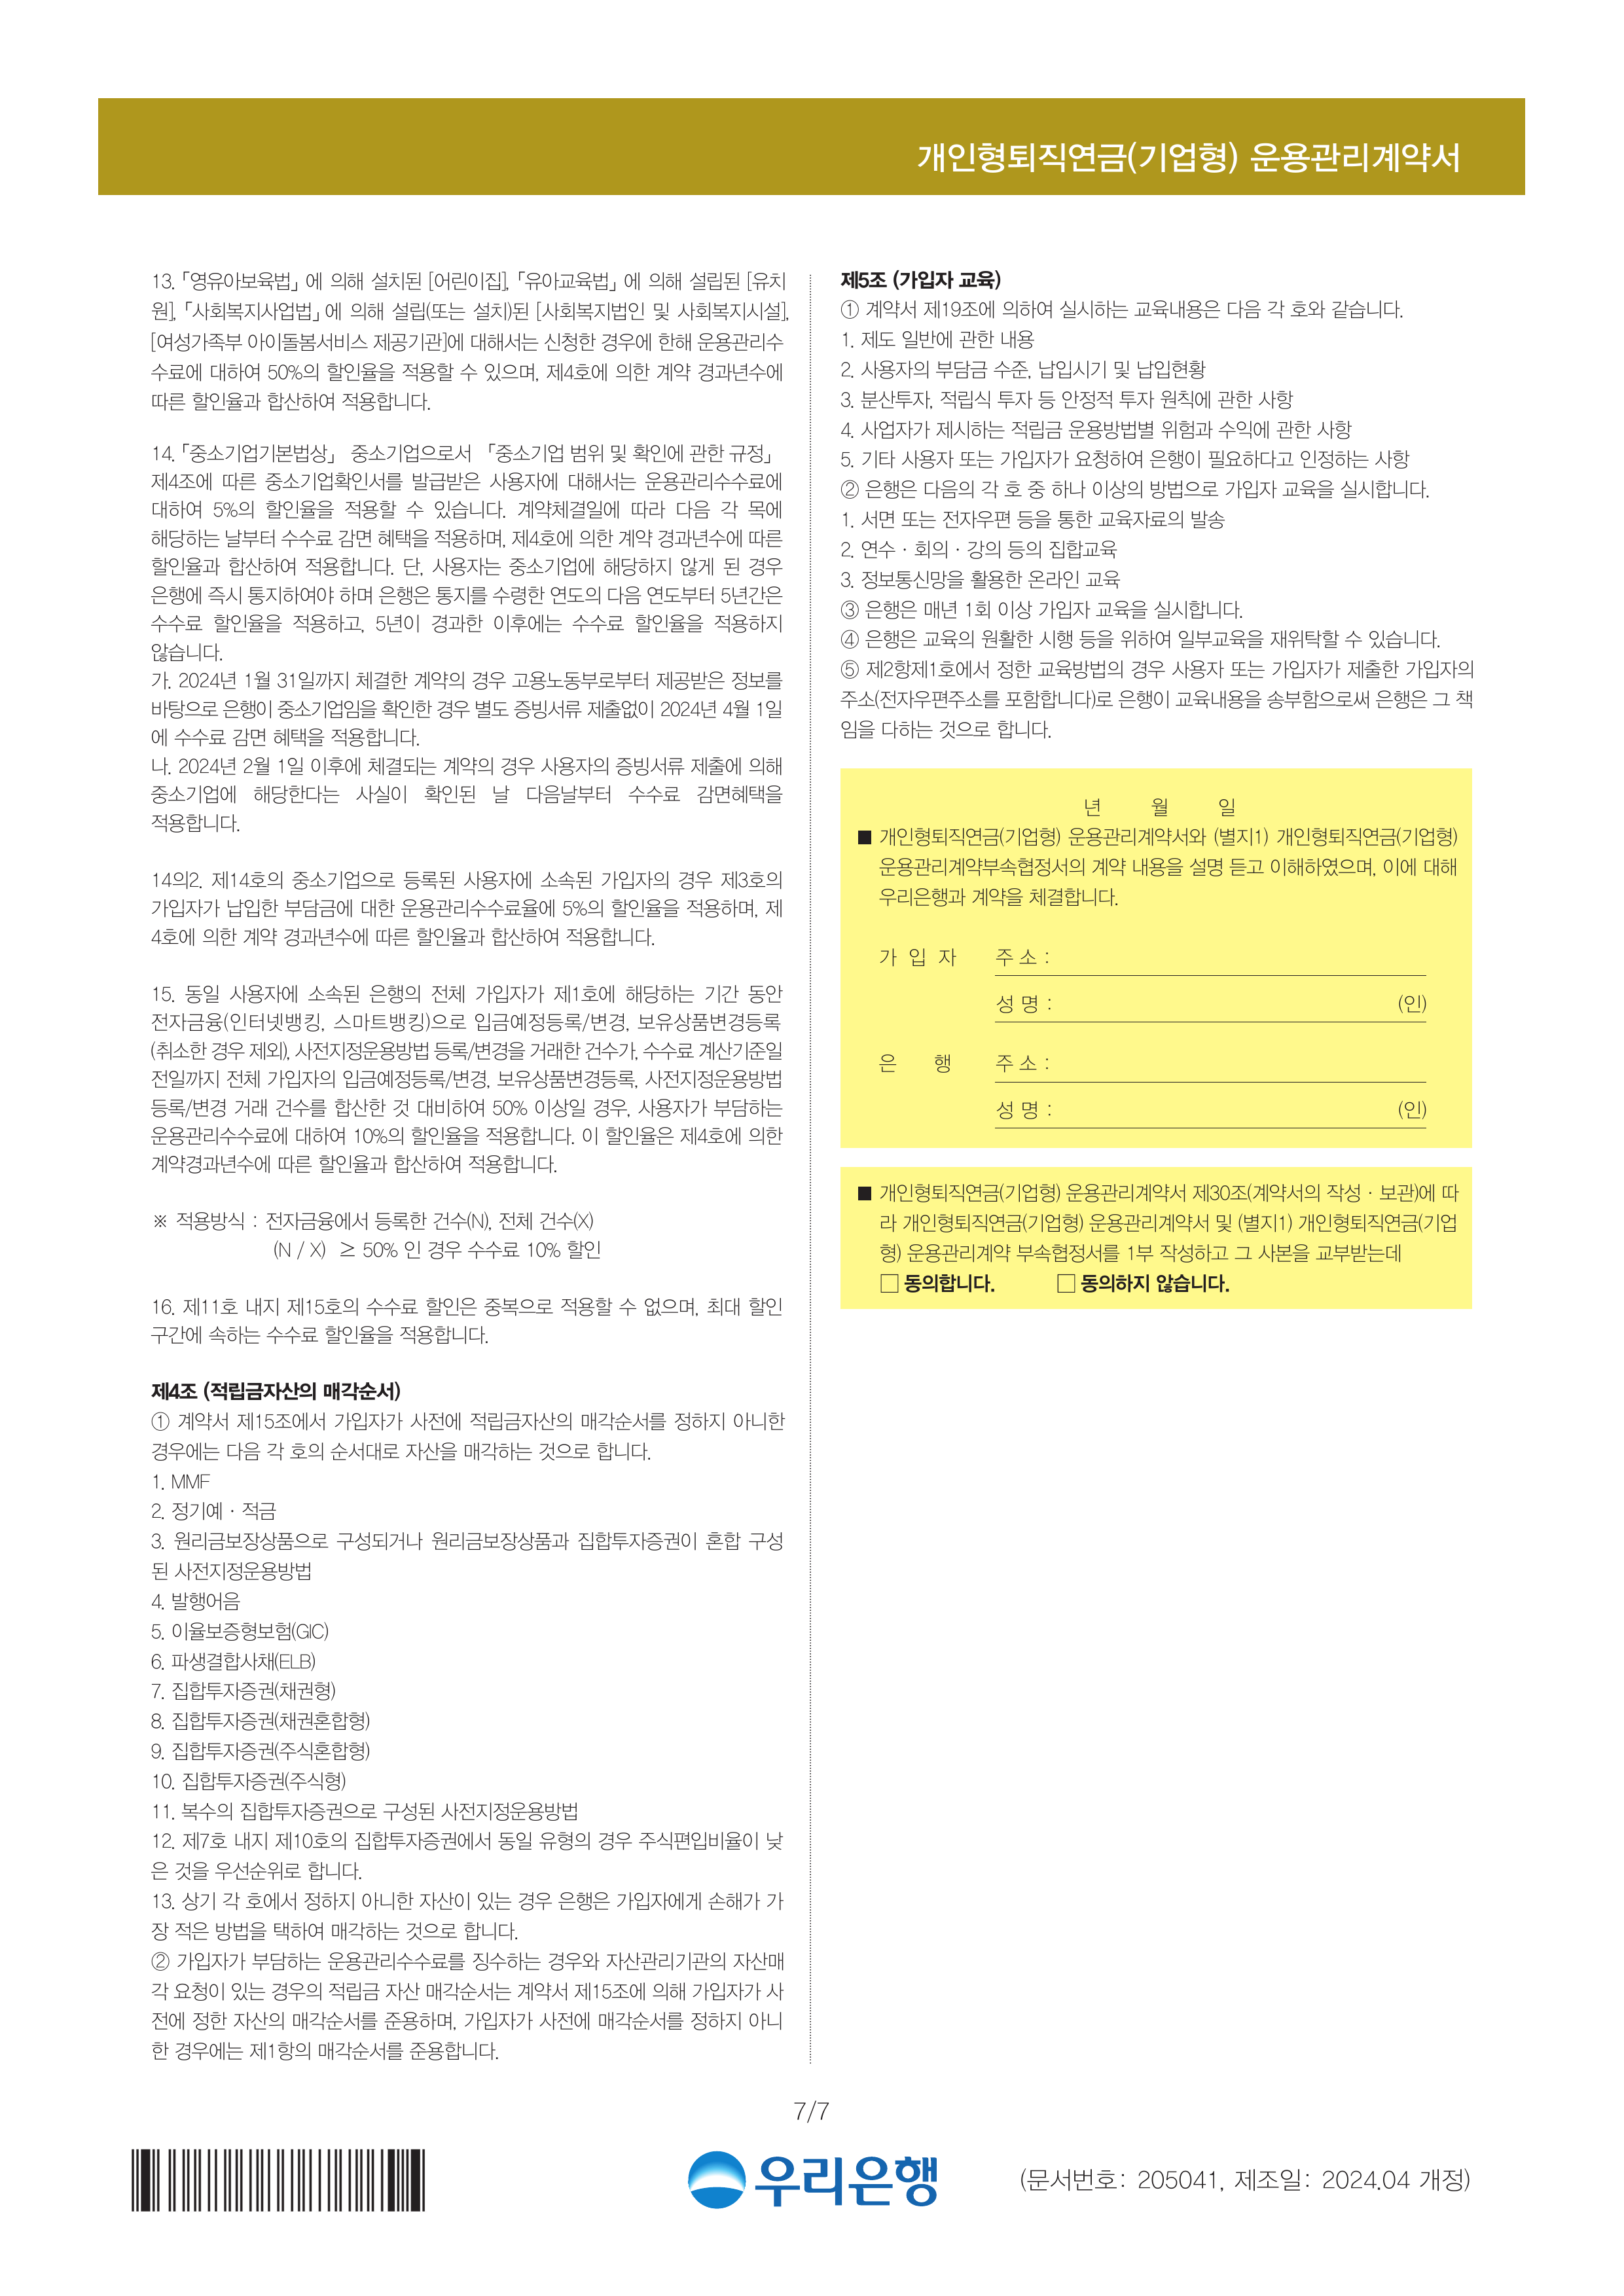 개인형퇴직연금(기업형) 운용관리계약서
13. 「영유아보육법」 에 의해 설치된 [어린이집], 「유아교육법」 에 의해 설립된 [유치
원], 「사회복지사업법」 에 의해 설립(또는 설치)된 [사회복지법인 및 사회복지시설],
[여성가족부 아이돌봄서비스 제공기관]에 대해서는 신청한 경우에 한해 운용관리수
수료에 대하여 50%의 할인율을 적용할 수 있으며, 제4호에 의한 계약 경과년수에
따른 할인율과 합산하여 적용합니다.
14. 「중소기업기본법상」 중소기업으로서 「중소기업 범위 및 확인에 관한 규정」
제4조에 따른 중소기업확인서를 발급받은 사용자에 대해서는 운용관리수수료에
대하여 5%의 할인율을 적용할 수 있습니다. 계약체결일에 따라 다음 각 목에
해당하는 날부터 수수료 감면 혜택을 적용하며, 제4호에 의한 계약 경과년수에 따른
할인율과 합산하여 적용합니다. 단, 사용자는 중소기업에 해당하지 않게 된 경우
은행에 즉시 통지하여야 하며 은행은 통지를 수령한 연도의 다음 연도부터 5년간은
수수료 할인율을 적용하고, 5년이 경과한 이후에는 수수료 할인율을 적용하지
않습니다.
가. 2024년 1월 31일까지 체결한 계약의 경우 고용노동부로부터 제공받은 정보를
바탕으로 은행이 중소기업임을 확인한 경우 별도 증빙서류 제출없이 2024년 4월 1일
에 수수료 감면 혜택을 적용합니다.
나. 2024년 2월 1일 이후에 체결되는 계약의 경우 사용자의 증빙서류 제출에 의해
중소기업에 해당한다는 사실이 확인된 날 다음날부터 수수료 감면혜택을
적용합니다.
14의2. 제14호의 중소기업으로 등록된 사용자에 소속된 가입자의 경우 제3호의
가입자가 납입한 부담금에 대한 운용관리수수료율에 5%의 할인율을 적용하며, 제
4호에 의한 계약 경과년수에 따른 할인율과 합산하여 적용합니다.
15. 동일 사용자에 소속된 은행의 전체 가입자가 제1호에 해당하는 기간 동안
전자금융(인터넷뱅킹, 스마트뱅킹)으로 입금예정등록/변경, 보유상품변경등록
(취소한 경우 제외), 사전지정운용방법 등록/변경을 거래한 건수가, 수수료 계산기준일
전일까지 전체 가입자의 입금예정등록/변경, 보유상품변경등록, 사전지정운용방법
등록/변경 거래 건수를 합산한 것 대비하여 50% 이상일 경우, 사용자가 부담하는
운용관리수수료에 대하여 10%의 할인율을 적용합니다. 이 할인율은 제4호에 의한
계약경과년수에 따른 할인율과 합산하여 적용합니다.
※ 적용방식 : 전자금융에서 등록한 건수(N), 전체 건수(X)
(N / X) ≥ 50% 인 경우 수수료 10% 할인
16. 제11호 내지 제15호의 수수료 할인은 중복으로 적용할 수 없으며, 최대 할인
구간에 속하는 수수료 할인율을 적용합니다.
제4조 (적립금자산의 매각순서)
① 계약서 제15조에서 가입자가 사전에 적립금자산의 매각순서를 정하지 아니한
경우에는 다음 각 호의 순서대로 자산을 매각하는 것으로 합니다.
1. MMF
2. 정기예ㆍ적금
3. 원리금보장상품으로 구성되거나 원리금보장상품과 집합투자증권이 혼합 구성
된 사전지정운용방법
4. 발행어음
5. 이율보증형보험(GIC)
6. 파생결합사채(ELB)
7. 집합투자증권(채권형)
8. 집합투자증권(채권혼합형)
9. 집합투자증권(주식혼합형)
10. 집합투자증권(주식형)
11. 복수의 집합투자증권으로 구성된 사전지정운용방법
12. 제7호 내지 제10호의 집합투자증권에서 동일 유형의 경우 주식편입비율이 낮
은 것을 우선순위로 합니다.
13. 상기 각 호에서 정하지 아니한 자산이 있는 경우 은행은 가입자에게 손해가 가
장 적은 방법을 택하여 매각하는 것으로 합니다.
② 가입자가 부담하는 운용관리수수료를 징수하는 경우와 자산관리기관의 자산매
각 요청이 있는 경우의 적립금 자산 매각순서는 계약서 제15조에 의해 가입자가 사
전에 정한 자산의 매각순서를 준용하며, 가입자가 사전에 매각순서를 정하지 아니
한 경우에는 제1항의 매각순서를 준용합니다.
제5조 (가입자 교육)
① 계약서 제19조에 의하여 실시하는 교육내용은 다음 각 호와 같습니다.
1. 제도 일반에 관한 내용
2. 사용자의 부담금 수준, 납입시기 및 납입현황
3. 분산투자, 적립식 투자 등 안정적 투자 원칙에 관한 사항
4. 사업자가 제시하는 적립금 운용방법별 위험과 수익에 관한 사항
5. 기타 사용자 또는 가입자가 요청하여 은행이 필요하다고 인정하는 사항
② 은행은 다음의 각 호 중 하나 이상의 방법으로 가입자 교육을 실시합니다.
1. 서면 또는 전자우편 등을 통한 교육자료의 발송
2. 연수ㆍ회의ㆍ강의 등의 집합교육
3. 정보통신망을 활용한 온라인 교육
③ 은행은 매년 1회 이상 가입자 교육을 실시합니다.
④ 은행은 교육의 원활한 시행 등을 위하여 일부교육을 재위탁할 수 있습니다.
⑤ 제2항제1호에서 정한 교육방법의 경우 사용자 또는 가입자가 제출한 가입자의
주소(전자우편주소를 포함합니다)로 은행이 교육내용을 송부함으로써 은행은 그 책
임을 다하는 것으로 합니다.
년 월 일
■ 개인형퇴직연금(기업형) 운용관리계약서와 (별지1) 개인형퇴직연금(기업형)
운용관리계약부속협정서의 계약 내용을 설명 듣고 이해하였으며, 이에 대해
우리은행과 계약을 체결합니다.
가 입 자 주 소 :
성 명 : (인)
은 행 주 소 :
성 명 : (인)
■ 개인형퇴직연금(기업형) 운용관리계약서 제30조(계약서의 작성ㆍ보관)에 따
라 개인형퇴직연금(기업형) 운용관리계약서 및 (별지1) 개인형퇴직연금(기업
형) 운용관리계약 부속협정서를 1부 작성하고 그 사본을 교부받는데
□ 동의합니다. □ 동의하지 않습니다.
7/7
우리은행
(문서번호: 205041, 제조일: 2024.04 개정)